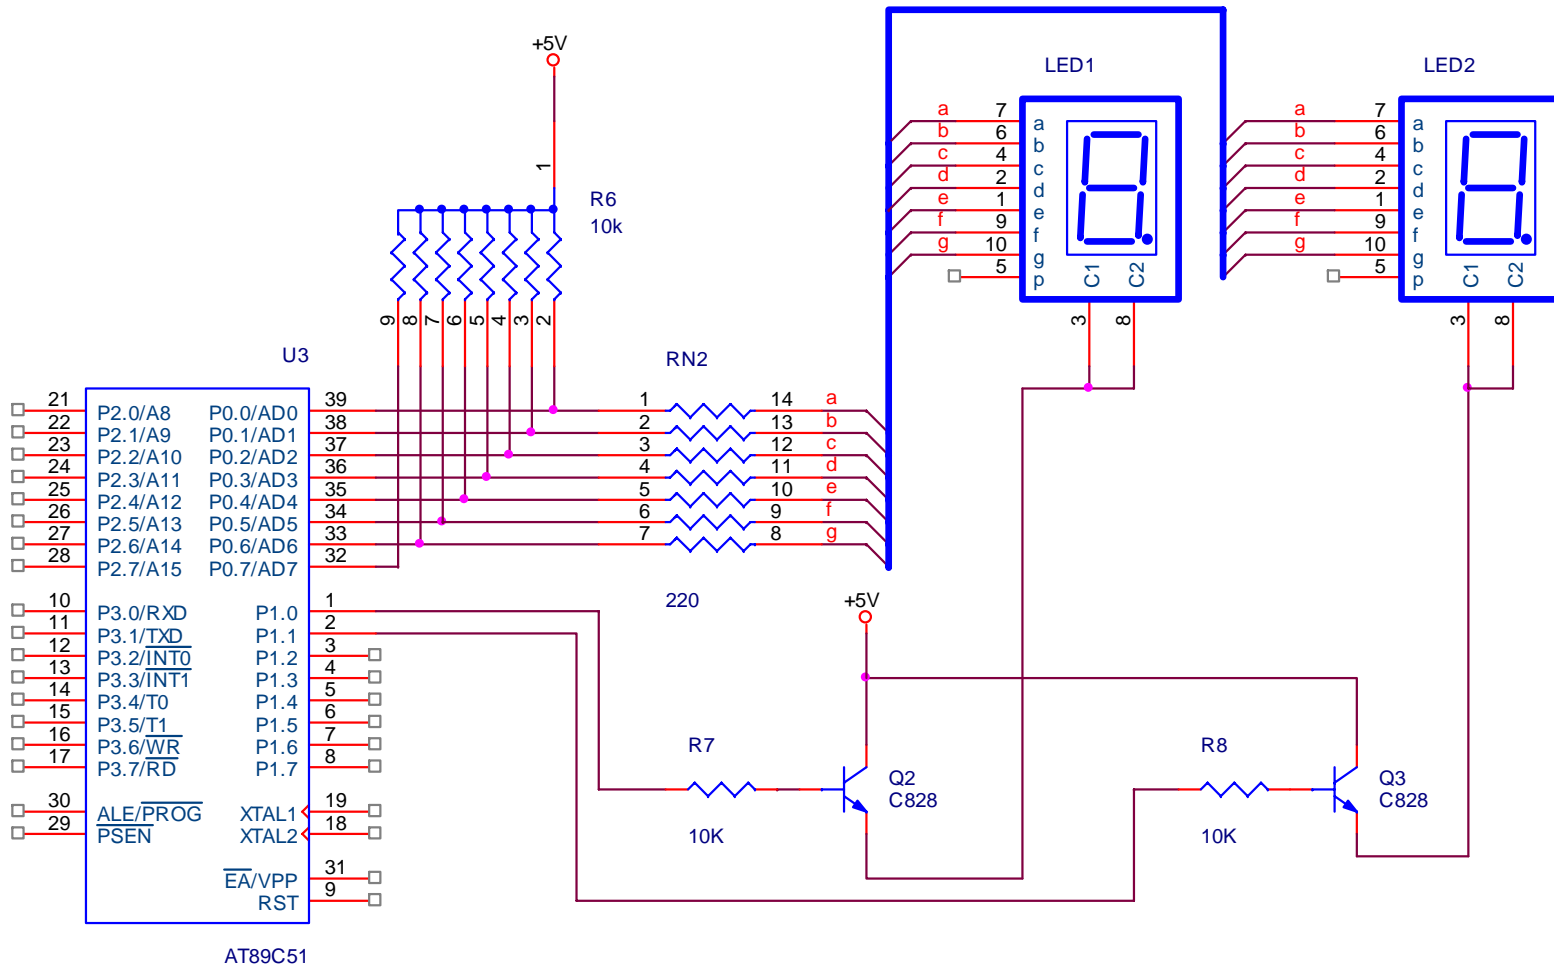 +5V
LED1
LED2
a 7 a
b 6 b
c 4 c
d 2 d
e 1 e
f 9 f
g 10 g
5 p
C1 C2
3 8
a 7 a
b 6 b
c 4 c
d 2 d
e 1 e
f 9 f
g 10 g
5 p
C1 C2
3 8
1
R6
10k
9 8 7 6 5 4 3 2
U3
RN2
21 P2.0/A8 P0.0/AD0 39 1 14 a
22 P2.1/A9 P0.1/AD1 38 2 13 b
23 P2.2/A10 P0.2/AD2 37 3 12 c
24 P2.3/A11 P0.3/AD3 36 4 11 d
25 P2.4/A12 P0.4/AD4 35 5 10 e
26 P2.5/A13 P0.5/AD5 34 6 9 f
27 P2.6/A14 P0.6/AD6 33 7 8 g
28 P2.7/A15 P0.7/AD7 32
220
+5V
10 P3.0/RXD P1.0 1
11 P3.1/TXD P1.1 2
12 P3.2/INT0 P1.2 3
13 P3.3/INT1 P1.3 4
14 P3.4/T0 P1.4 5
15 P3.5/T1 P1.5 6
16 P3.6/WR P1.6 7
17 P3.7/RD P1.7 8
30 ALE/PROG XTAL1 19
29 PSEN XTAL2 18
EA/VPP 31
RST 9
AT89C51
R7
10K
Q2
C828
R8
10K
Q3
C828